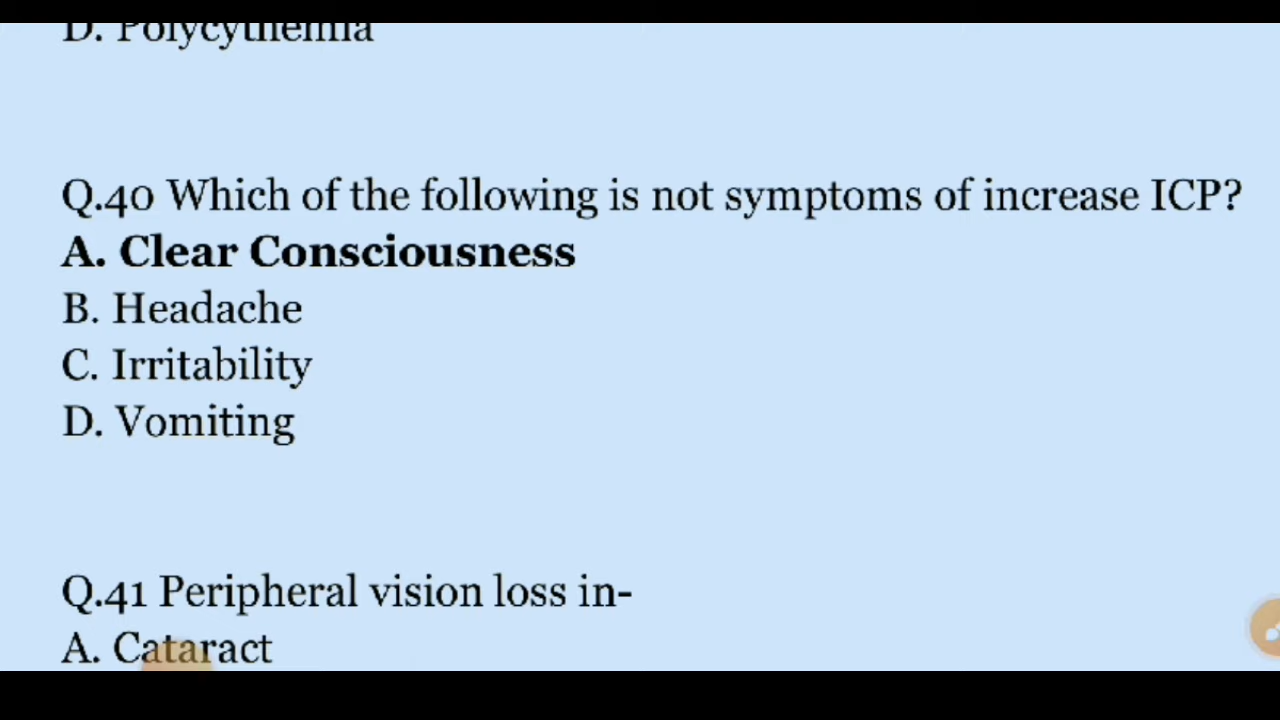 D. Polycythemia
Q.40 Which of the following is not symptoms of increase ICP?
A. Clear Consciousness
B. Headache
C. Irritability
D. Vomiting
Q.41 Peripheral vision loss in-
A. Cataract